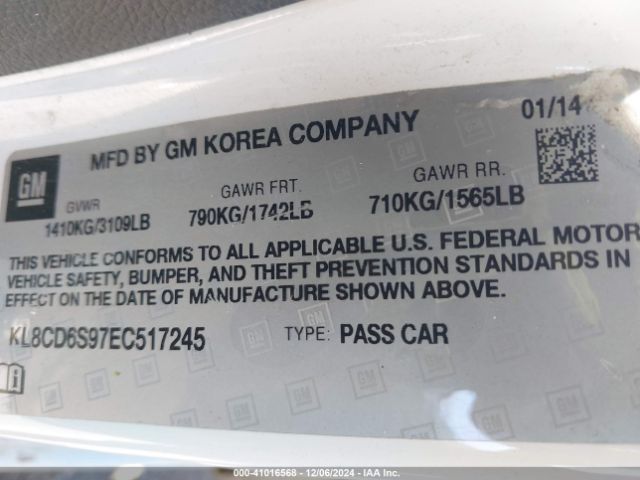 01/14
MFD BY GM KOREA COMPANY
GM
GVWR GAWR FRT. GAWR RR.
1410KG/3109LB 790KG/1742LB 710KG/1565LB
THIS VEHICLE CONFORMS TO ALL APPLICABLE U.S. FEDERAL MOTOR
VEHICLE SAFETY, BUMPER, AND THEFT PREVENTION STANDARDS IN
EFFECT ON THE DATE OF MANUFACTURE SHOWN ABOVE.
KL8CD6S97EC517245 TYPE: PASS CAR
000-41016568 - 12/06/2024 - IAA Inc.